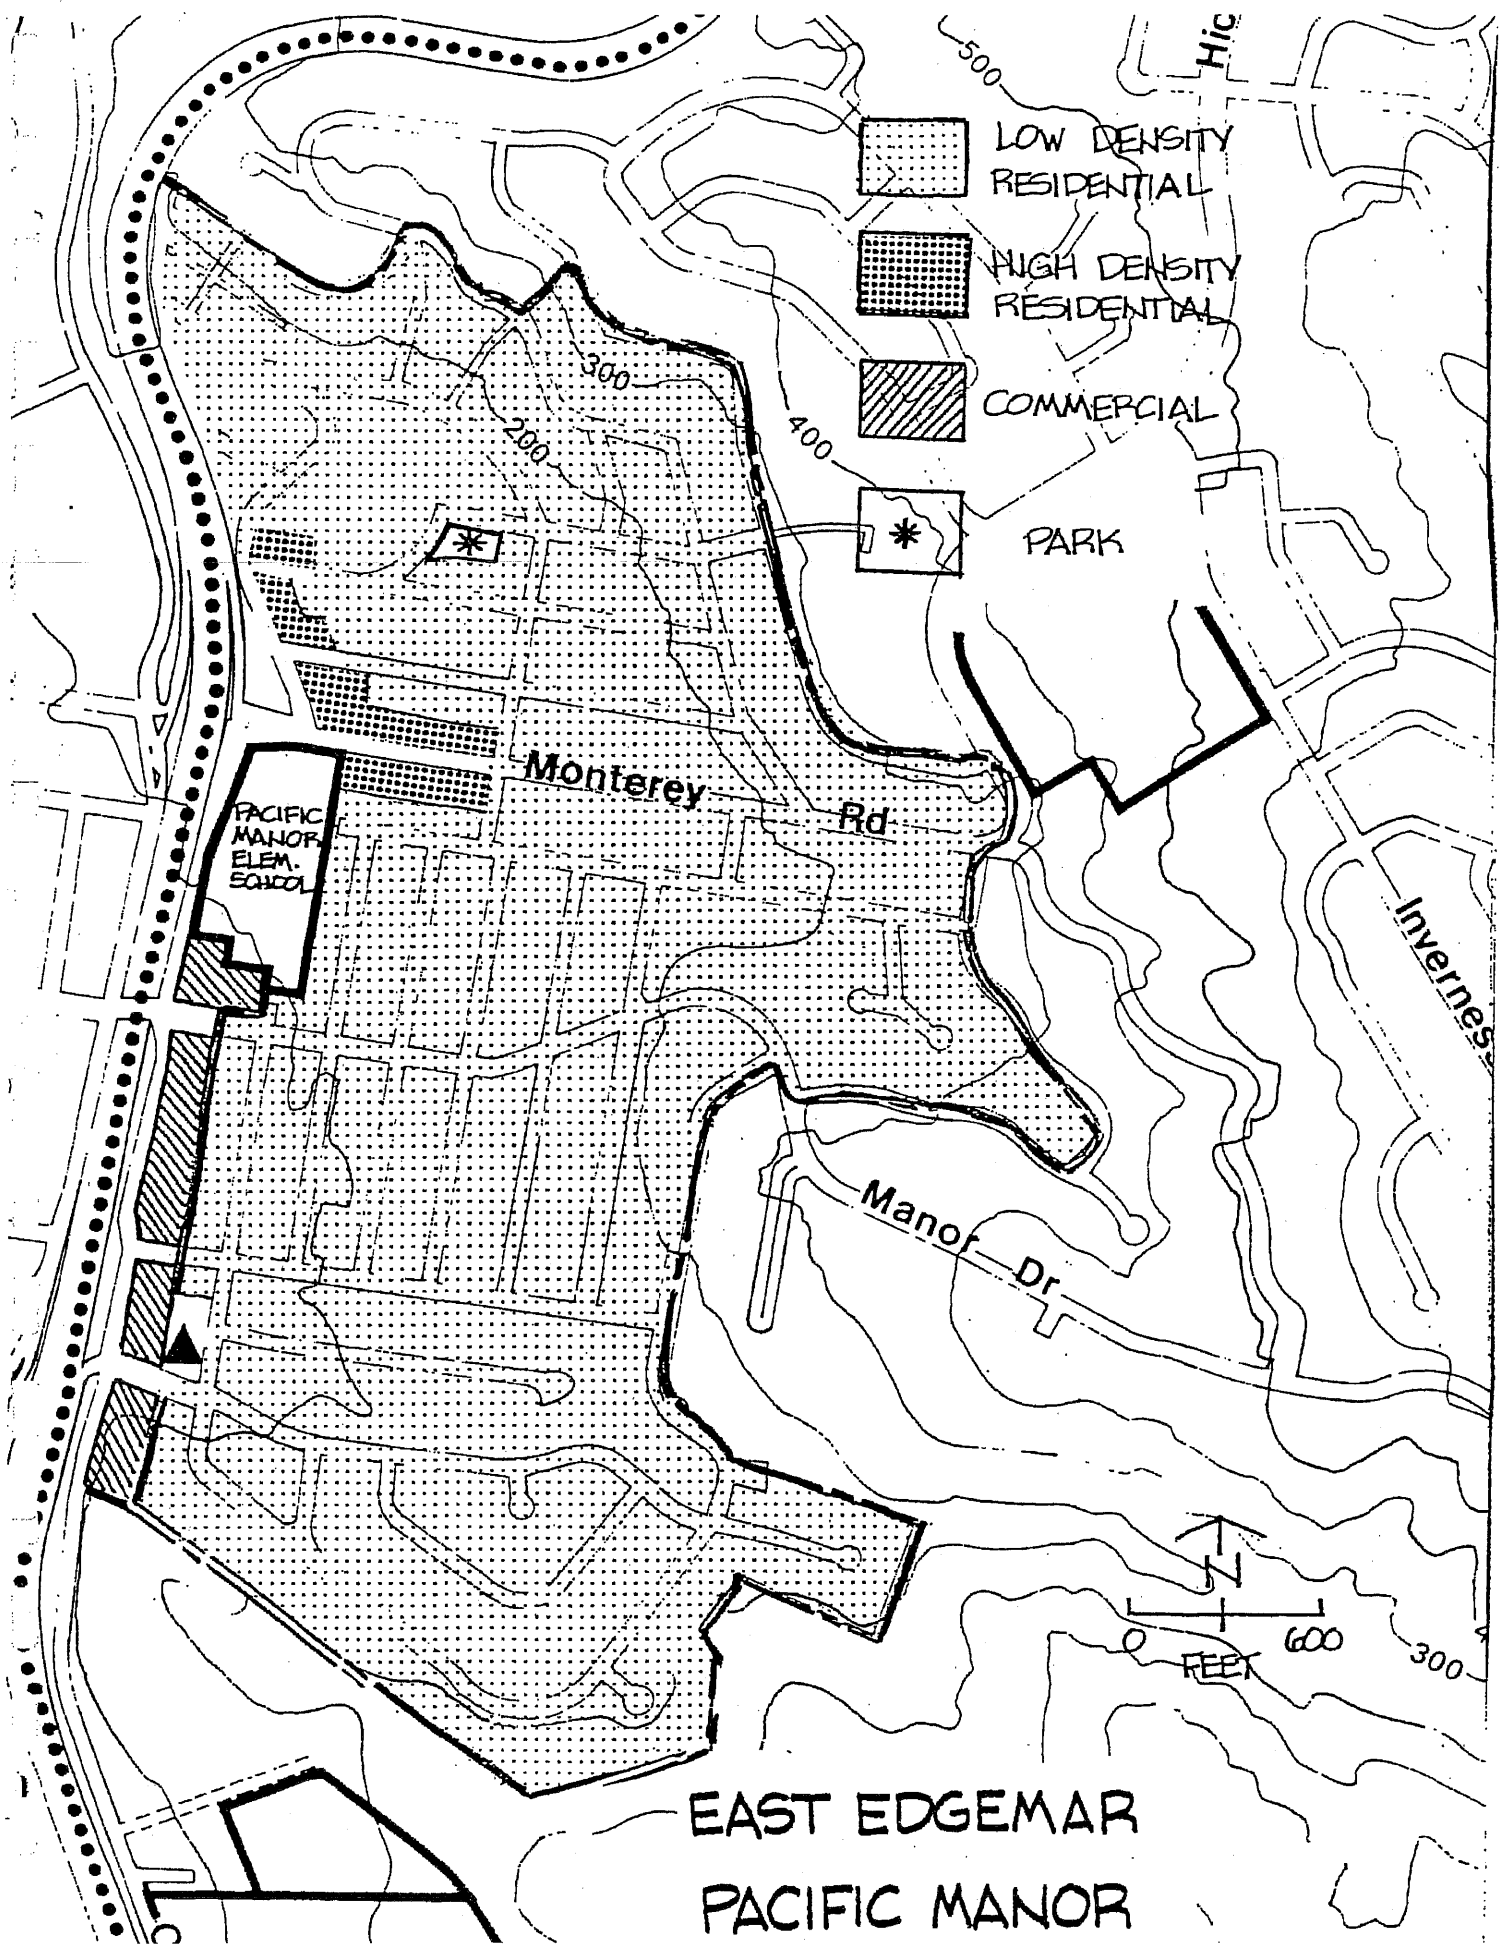 500
Hic
LOW DENSITY
RESIDENTIAL
HIGH DENSITY
RESIDENTIAL
300
COMMERCIAL
200
400
PARK
Monterey
Rd
PACIFIC
MANOR
ELEM.
SCHOOL
Inverness
Manor Dr
N
0
600
FEET
300
EAST EDGEMAR
PACIFIC MANOR